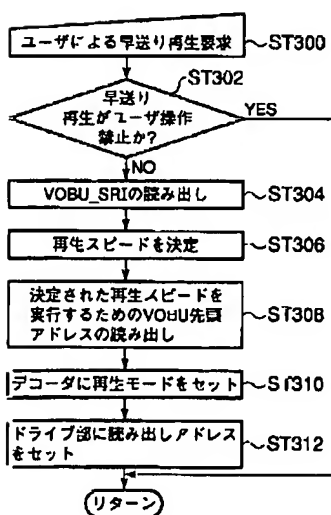 ユーザによる早送り再生要求
ST300
ST302
早送り
再生がユーザ操作
禁止か?
YES
NO
VOBU_SRIの読み出し
ST304
再生スピードを決定
ST306
決定された再生スピードを
実行するためのVOBU先頭
アドレスの読み出し
ST308
デコーダに再生モードをセット
ST310
ドライブ部に読み出しアドレス
をセット
ST312
リターン